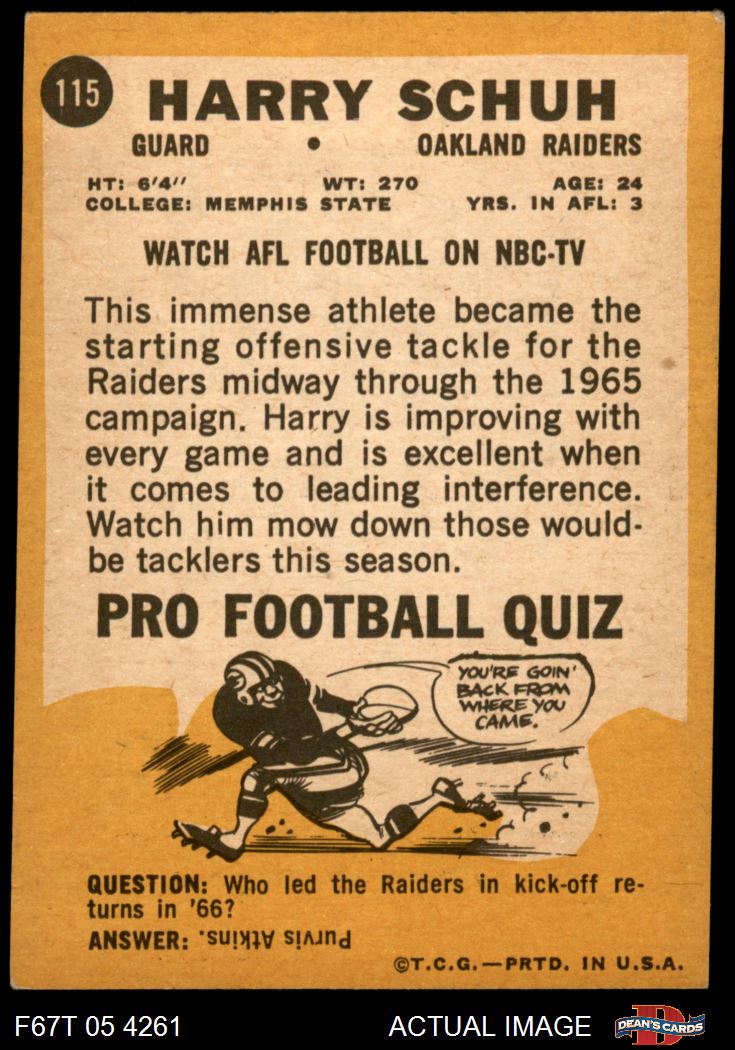 115
HARRY SCHUH
GUARD • OAKLAND RAIDERS
HT: 6'4" WT: 270 AGE: 24
COLLEGE: MEMPHIS STATE YRS. IN AFL: 3
WATCH AFL FOOTBALL ON NBC-TV
This immense athlete became the
starting offensive tackle for the
Raiders midway through the 1965
campaign. Harry is improving with
every game and is excellent when
it comes to leading interference.
Watch him mow down those would-
be tacklers this season.
PRO FOOTBALL QUIZ
YOU'RE GOIN'
BACK FROM
WHERE YOU
CAME.
QUESTION: Who led the Raiders in kick-off re-
turns in '66?
ANSWER: Purvis Atkins.
©T.C.G.—PRTD. IN U.S.A.
F67T 05 4261 ACTUAL IMAGE
D
DEAN'S CARDS